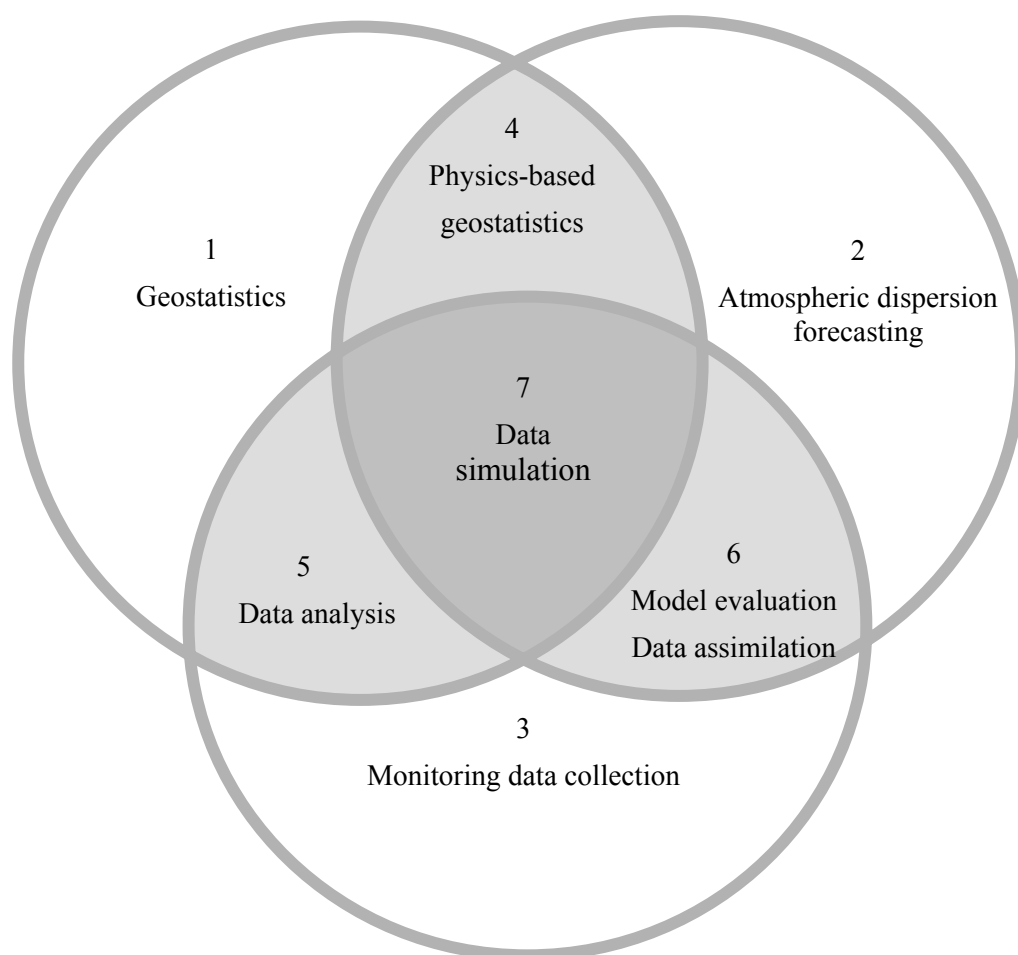 4
Physics-based
geostatistics
1
Geostatistics
2
Atmospheric dispersion
forecasting
7
Data
simulation
5
Data analysis
6
Model evaluation
Data assimilation
3
Monitoring data collection